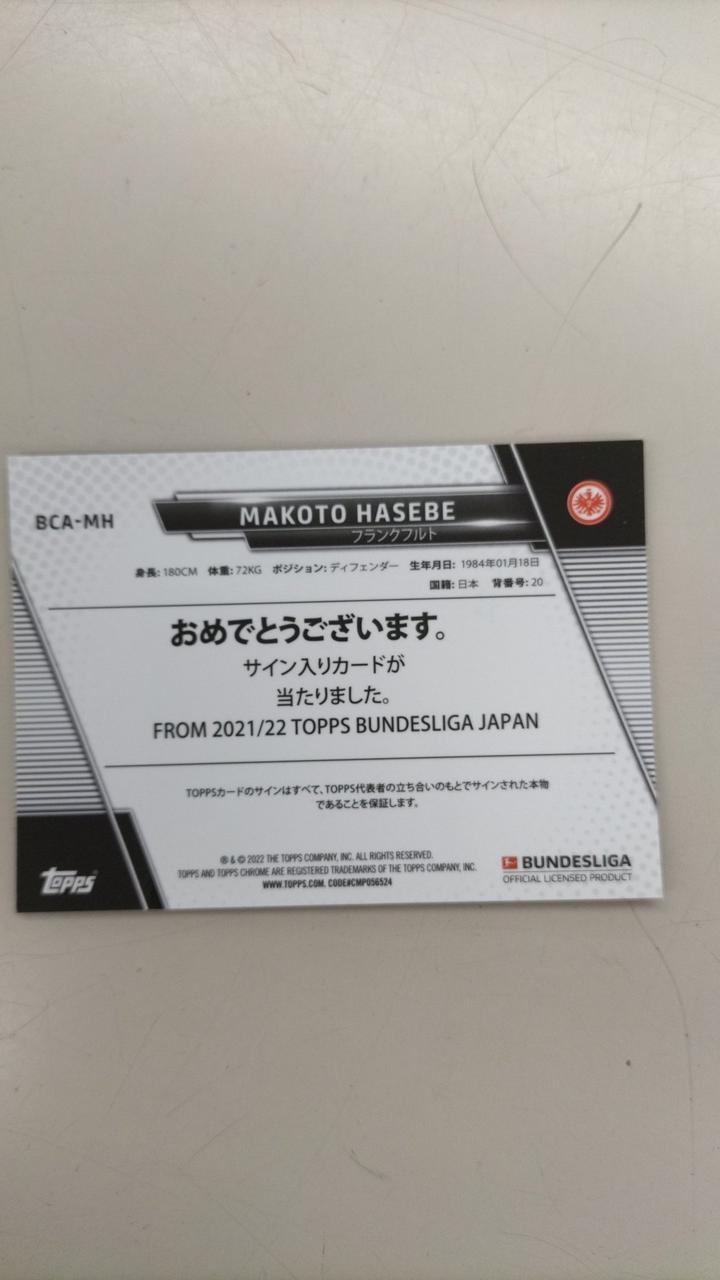 BCA-MH
MAKOTO HASEBE
フランクフルト
身長: 180CM 体重: 72KG ポジション: ディフェンダー 生年月日: 1984年01月18日
国籍: 日本 背番号: 20
おめでとうございます。
サイン入りカードが
当たりました。
FROM 2021/22 TOPPS BUNDESLIGA JAPAN
TOPPSカードのサインはすべて、TOPPS代表者の立ち合いのもとでサインされた本物
であることを保証します。
® & © 2022 THE TOPPS COMPANY, INC. ALL RIGHTS RESERVED.
TOPPS AND TOPPS CHROME ARE REGISTERED TRADEMARKS OF THE TOPPS COMPANY, INC.
WWW.TOPPS.COM. CODE#CMP056524
topps
BUNDESLIGA
OFFICIAL LICENSED PRODUCT